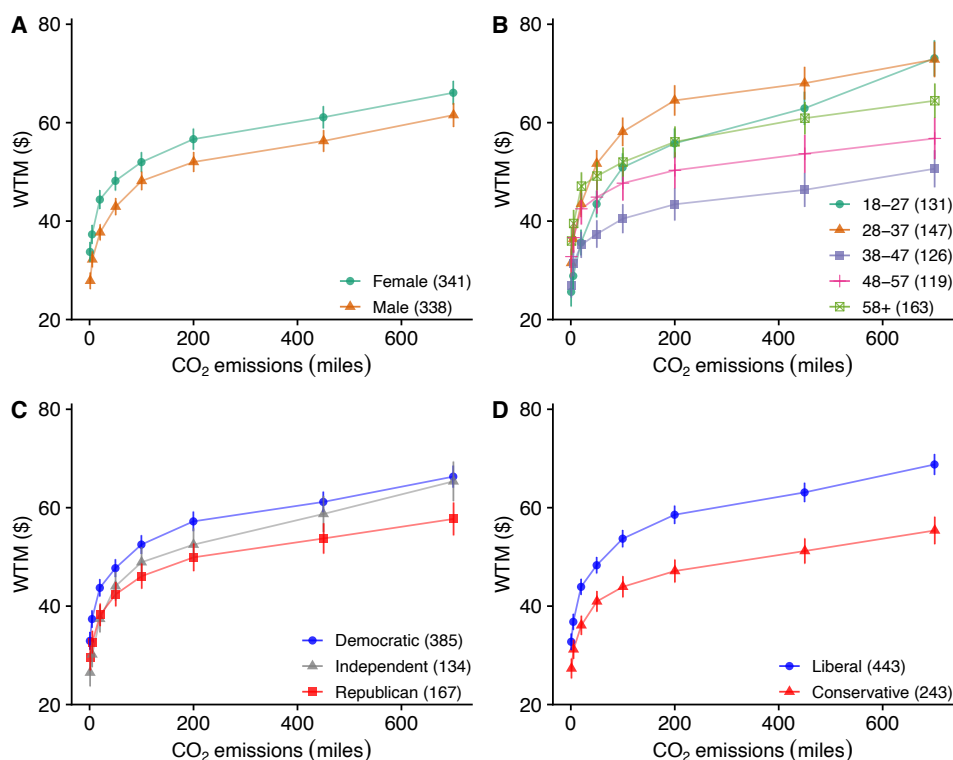 A
80
60
40
20
WTM ($)
0
200
400
600
CO₂ emissions (miles)
Female (341)
Male (338)
B
80
60
40
20
WTM ($)
0
200
400
600
CO₂ emissions (miles)
18−27 (131)
28−37 (147)
38−47 (126)
48−57 (119)
58+ (163)
C
80
60
40
20
WTM ($)
0
200
400
600
CO₂ emissions (miles)
Democratic (385)
Independent (134)
Republican (167)
D
80
60
40
20
WTM ($)
0
200
400
600
CO₂ emissions (miles)
Liberal (443)
Conservative (243)